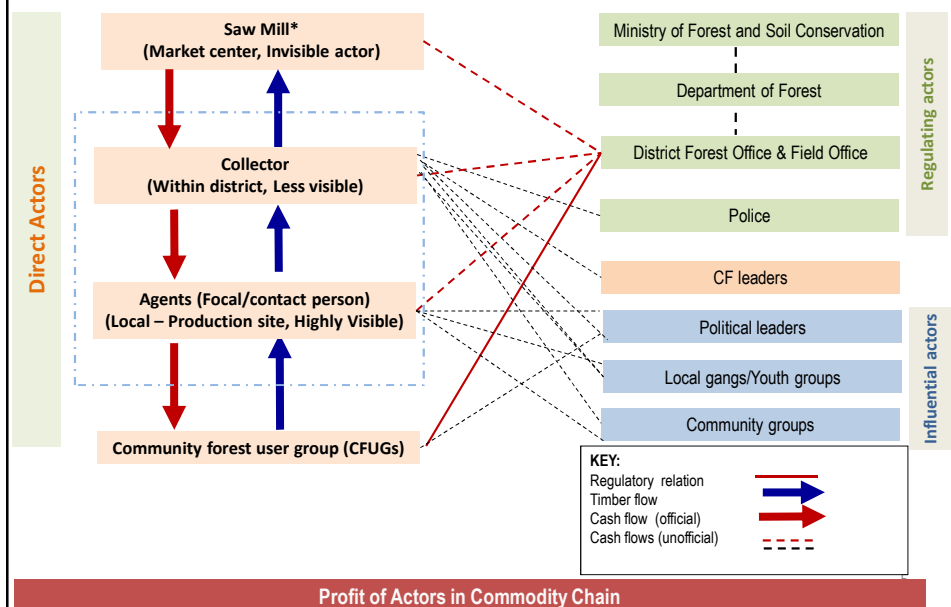 Saw Mill*
(Market center, Invisible actor)
Collector
(Within district, Less visible)
Agents (Focal/contact person)
(Local – Production site, Highly Visible)
Community forest user group (CFUGs)
Direct Actors
Ministry of Forest and Soil Conservation
Department of Forest
District Forest Office & Field Office
Police
CF leaders
Political leaders
Local gangs/Youth groups
Community groups
Regulating actors
Influential actors
KEY:
Regulatory relation
Timber flow
Cash flow (official)
Cash flows (unofficial)
Profit of Actors in Commodity Chain